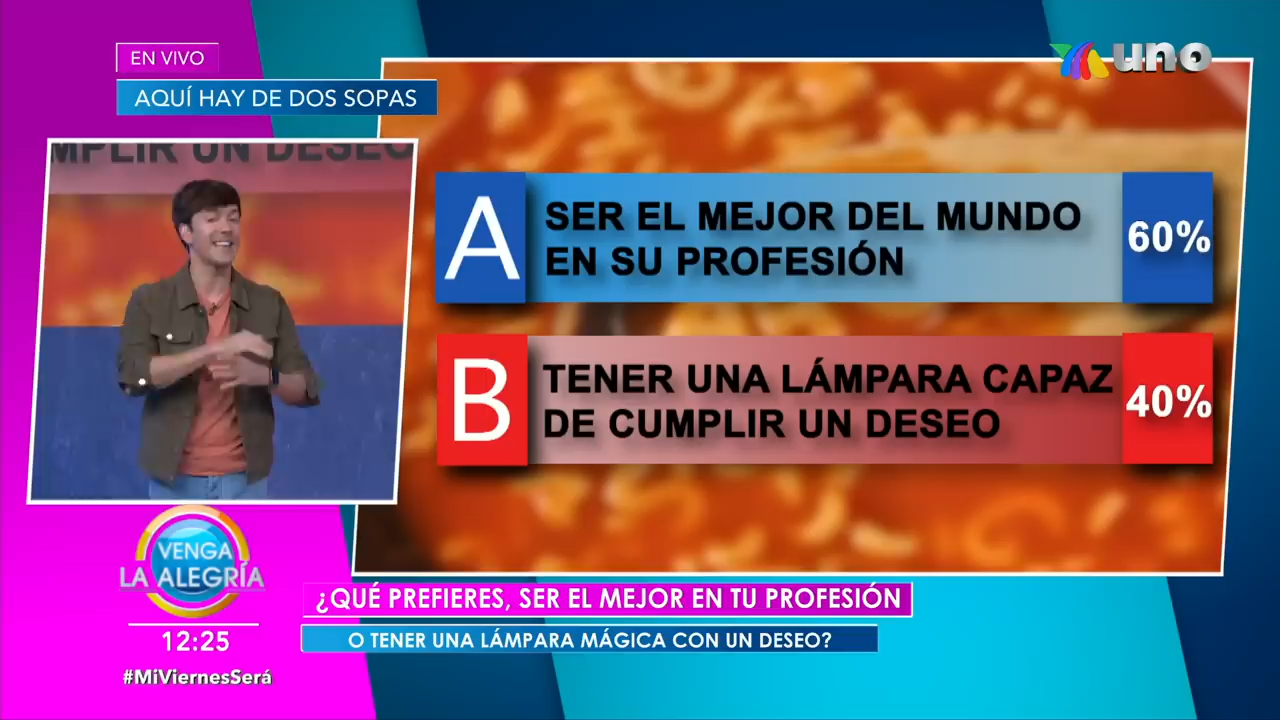 EN VIVO
AQUÍ HAY DE DOS SOPAS
uno
MPLIR UN DESEO
A
SER EL MEJOR DEL MUNDO
EN SU PROFESIÓN
60%
B
TENER UNA LÁMPARA CAPAZ
DE CUMPLIR UN DESEO
40%
VENGA
LA ALEGRÍA
12:25
#MiViernesSerá
¿QUÉ PREFIERES, SER EL MEJOR EN TU PROFESIÓN
O TENER UNA LÁMPARA MÁGICA CON UN DESEO?